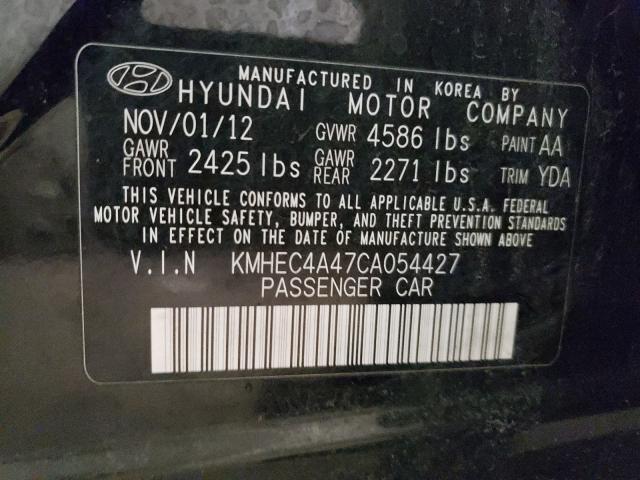 MANUFACTURED IN KOREA BY
HYUNDAI MOTOR COMPANY
NOV/01/12 GVWR 4586 lbs PAINT AA
GAWR FRONT 2425 lbs GAWR REAR 2271 lbs TRIM YDA
THIS VEHICLE CONFORMS TO ALL APPLICABLE U.S.A. FEDERAL
MOTOR VEHICLE SAFETY, BUMPER, AND THEFT PREVENTION STANDARDS
IN EFFECT ON THE DATE OF MANUFACTURE SHOWN ABOVE
V.I.N KMHEC4A47CA054427
PASSENGER CAR